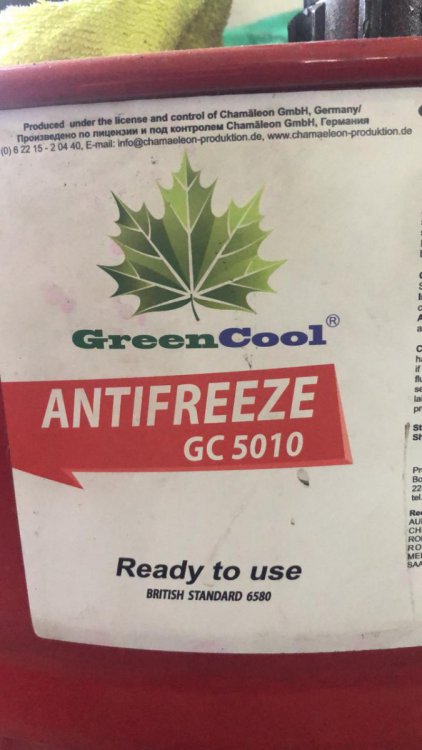 Produced under the license and control of Chamäleon GmbH, Germany/
Произведено по лицензии и под контролем Chamäleon GmbH, Германия
(0) 6 22 15 - 2 04 40, E-mail: info@chamaeleon-produktion.de, www.chamaeleon-produktion.de
GreenCool®
ANTIFREEZE
GC 5010
Ready to use
BRITISH STANDARD 6580